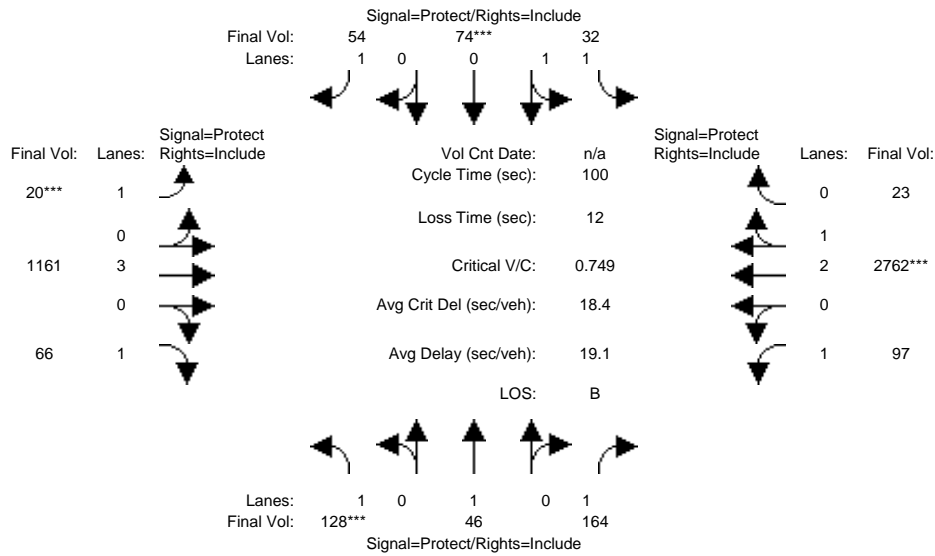 Signal=Protect/Rights=Include
Final Vol: 54 74*** 32
Lanes: 1 0 0 1 1
Signal=Protect
Final Vol: Lanes: Rights=Include
Vol Cnt Date: n/a
Signal=Protect
Rights=Include Lanes: Final Vol:
Cycle Time (sec): 100
20*** 1
0 23
Loss Time (sec): 12
0
1
1161 3
Critical V/C: 0.749
2 2762***
0
Avg Crit Del (sec/veh): 18.4
0
66 1
Avg Delay (sec/veh): 19.1
1 97
LOS: B
Lanes: 1 0 1 0 1
Final Vol: 128*** 46 164
Signal=Protect/Rights=Include